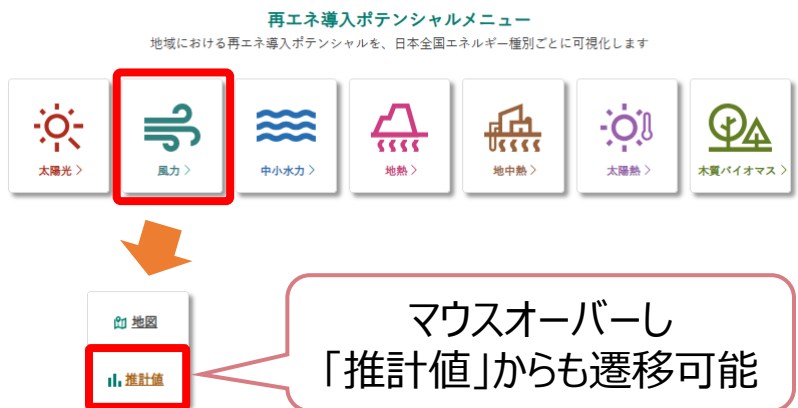 再エネ導入ポテンシャルメニュー
地域における再エネ導入ポテンシャルを、日本全国エネルギー種別ごとに可視化します
太陽光 >
風力 >
中小水力 >
地熱 >
地中熱 >
太陽熱 >
木質バイオマス >
地図
推計値
マウスオーバーし
「推計値」からも遷移可能